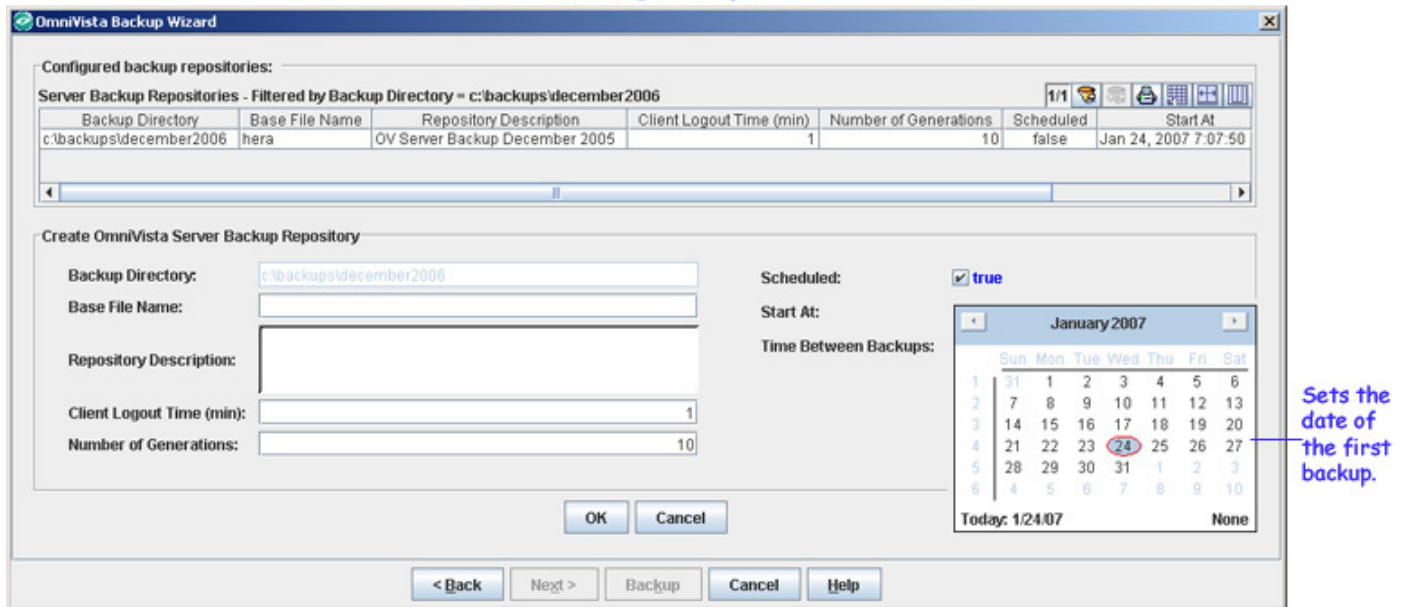 OmniVista Backup Wizard
Configured backup repositories:
Server Backup Repositories - Filtered by Backup Directory = c:\backups\december2006
1/1
Backup Directory Base File Name Repository Description Client Logout Time (min) Number of Generations Scheduled Start At
c:\backups\december2006 hera OV Server Backup December 2005 1 10 false Jan 24, 2007 7:07:50
Create OmniVista Server Backup Repository
Backup Directory: c:\backups\december2006
Base File Name:
Repository Description:
Client Logout Time (min): 1
Number of Generations: 10
Scheduled: true
Start At:
Time Between Backups:
January 2007
Sun Mon Tue Wed Thu Fri Sat
1 31 1 2 3 4 5 6
2 7 8 9 10 11 12 13
3 14 15 16 17 18 19 20
4 21 22 23 24 25 26 27
5 28 29 30 31 1 2 3
6 4 5 6 7 8 9 10
Today: 1/24/07 None
Sets the
date of
the first
backup.
OK Cancel
< Back Next > Backup Cancel Help